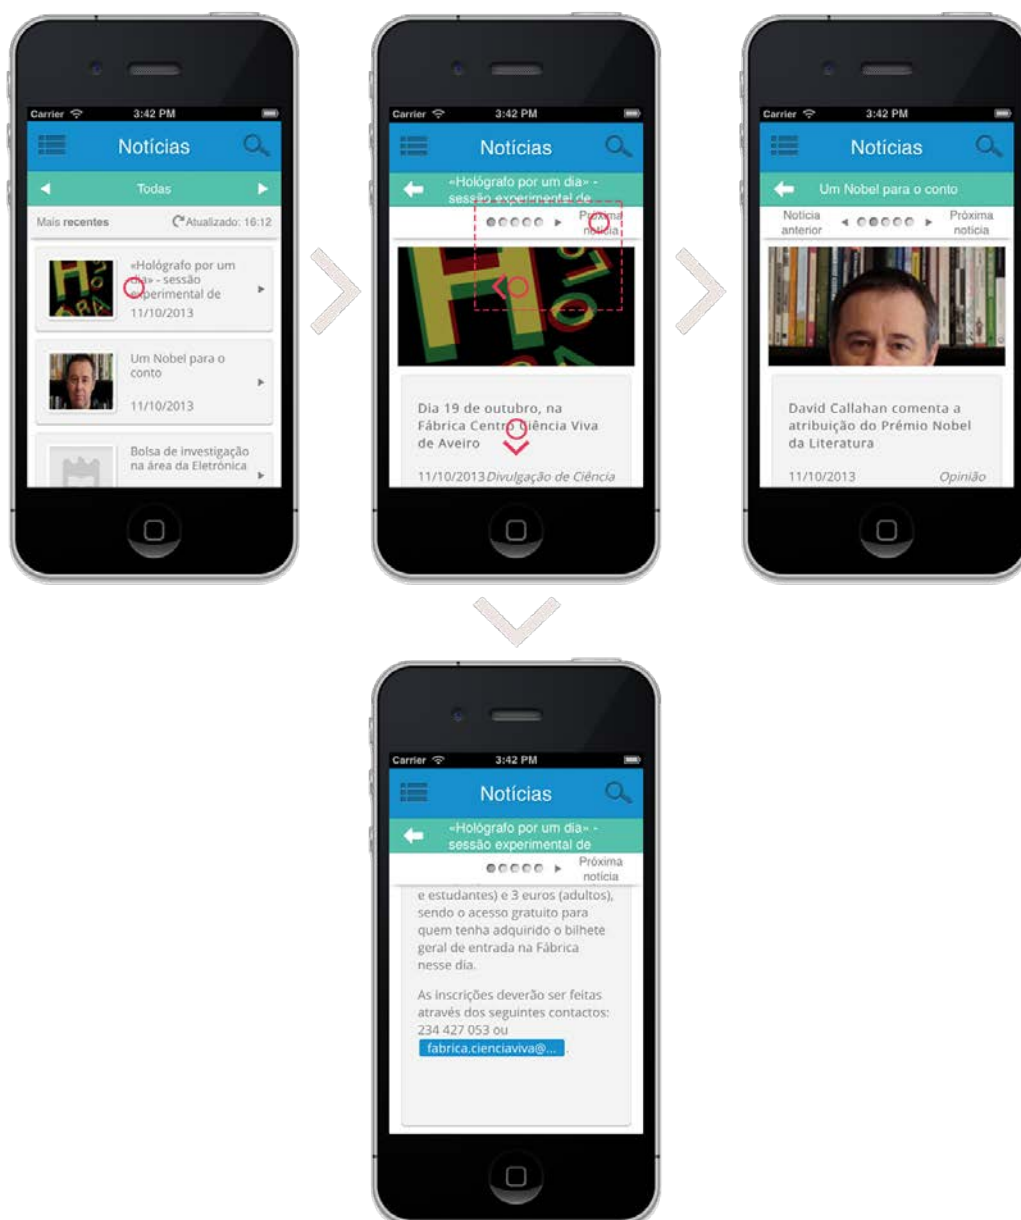 Carrier 3:42 PM
Notícias
Todas
Mais recentes Atualizado: 16:12
«Hológrafo por um
dia» - sessão
experimental de
11/10/2013
Um Nobel para o
conto
11/10/2013
Bolsa de investigação
na área da Eletrónica
Carrier 3:42 PM
Notícias
«Hológrafo por um dia» -
sessão experimental de
Próxima
notícia
Dia 19 de outubro, na
Fábrica Centro Ciência Viva
de Aveiro
11/10/2013 Divulgação de Ciência
Carrier 3:42 PM
Notícias
Um Nobel para o conto
Notícia
anterior
Próxima
notícia
David Callahan comenta a
atribuição do Prémio Nobel
da Literatura
11/10/2013 Opinião
Carrier 3:42 PM
Notícias
«Hológrafo por um dia» -
sessão experimental de
Próxima
notícia
e estudantes) e 3 euros (adultos),
sendo o acesso gratuito para
quem tenha adquirido o bilhete
geral de entrada na Fábrica
nesse dia.
As inscrições deverão ser feitas
através dos seguintes contactos:
234 427 053 ou
fabrica.cienciaviva@... .